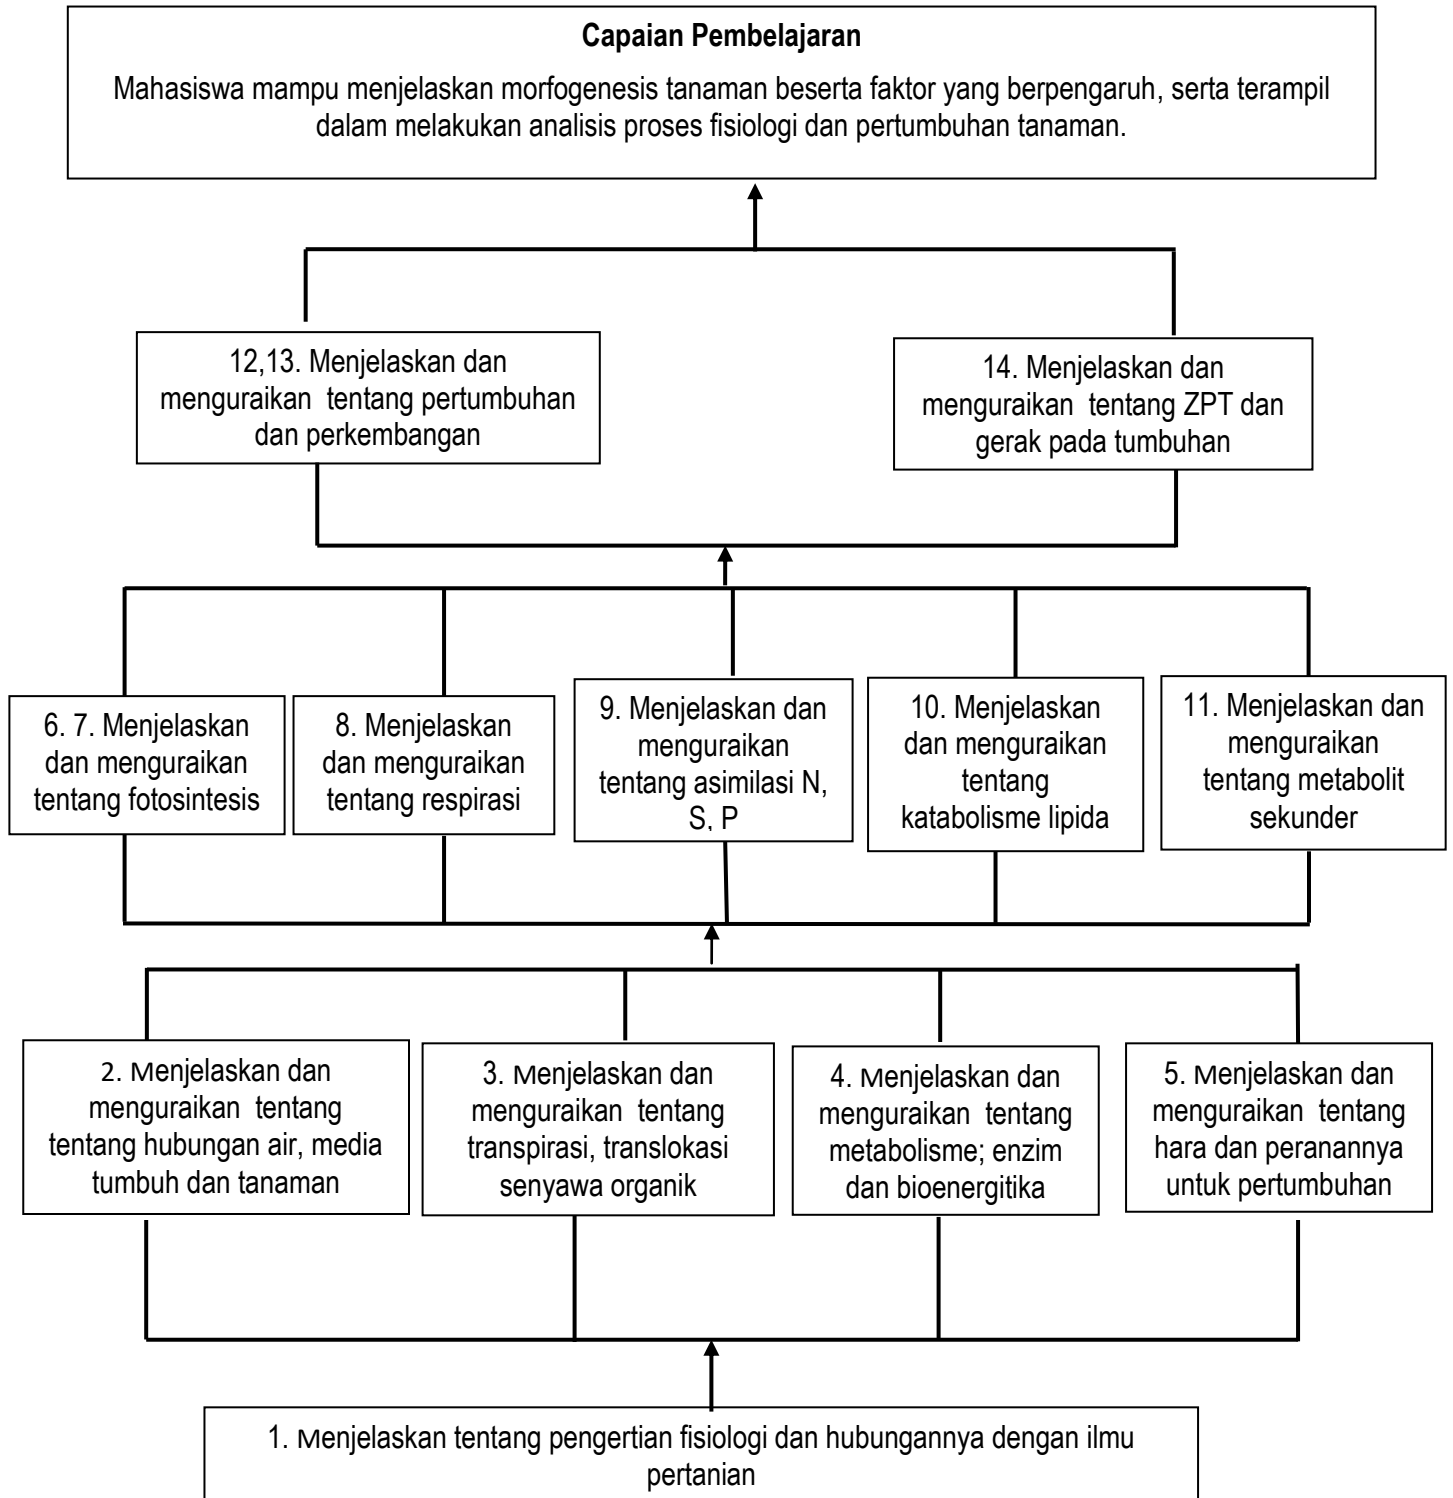 Capaian Pembelajaran
Mahasiswa mampu menjelaskan morfogenesis tanaman beserta faktor yang berpengaruh, serta terampil
dalam melakukan analisis proses fisiologi dan pertumbuhan tanaman.
12,13. Menjelaskan dan
menguraikan tentang pertumbuhan
dan perkembangan
14. Menjelaskan dan
menguraikan tentang ZPT dan
gerak pada tumbuhan
6. 7. Menjelaskan
dan menguraikan
tentang fotosintesis
8. Menjelaskan
dan menguraikan
tentang respirasi
9. Menjelaskan dan
menguraikan
tentang asimilasi N,
S, P
10. Menjelaskan
dan menguraikan
tentang
katabolisme lipida
11. Menjelaskan dan
menguraikan
tentang metabolit
sekunder
2. Menjelaskan dan
menguraikan tentang
tentang hubungan air, media
tumbuh dan tanaman
3. Menjelaskan dan
menguraikan tentang
transpirasi, translokasi
senyawa organik
4. Menjelaskan dan
menguraikan tentang
metabolisme; enzim
dan bioenergitika
5. Menjelaskan dan
menguraikan tentang
hara dan peranannya
untuk pertumbuhan
1. Menjelaskan tentang pengertian fisiologi dan hubungannya dengan ilmu
pertanian